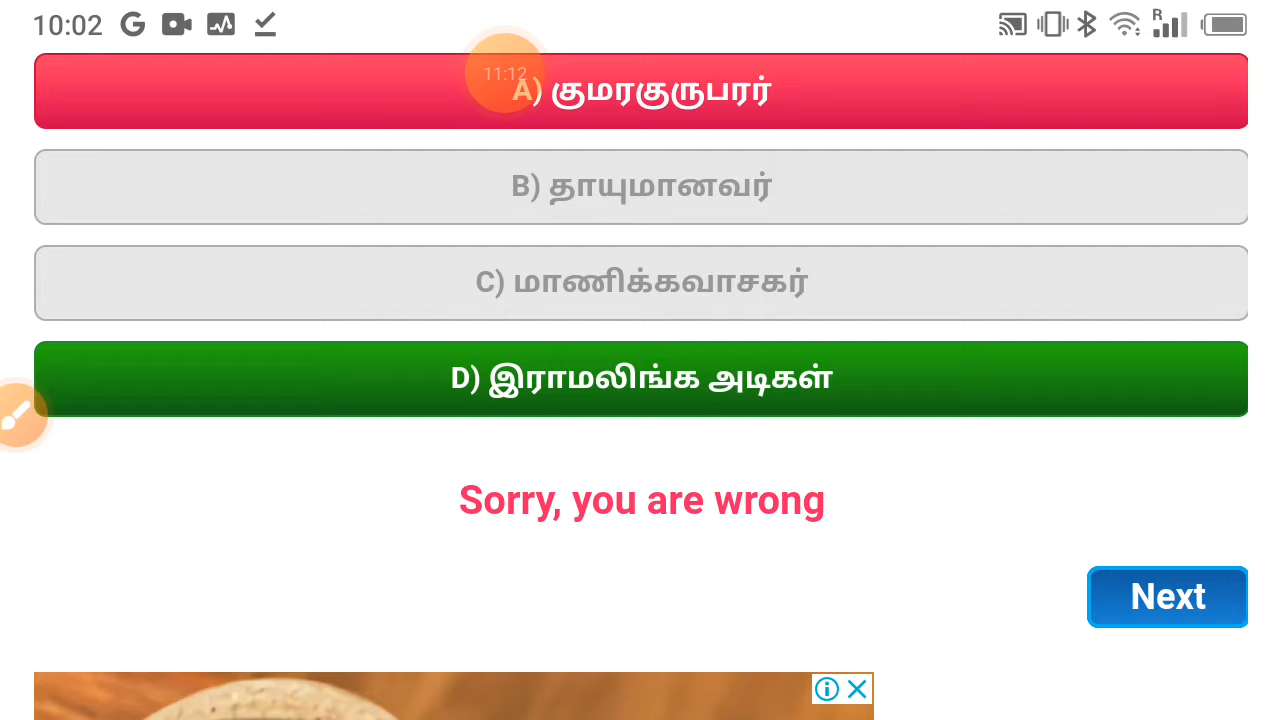 10:02
R
11:12
A) குமரகுருபரர்
B) தாயுமானவர்
C) மாணிக்கவாசகர்
D) இராமலிங்க அடிகள்
Sorry, you are wrong
Next